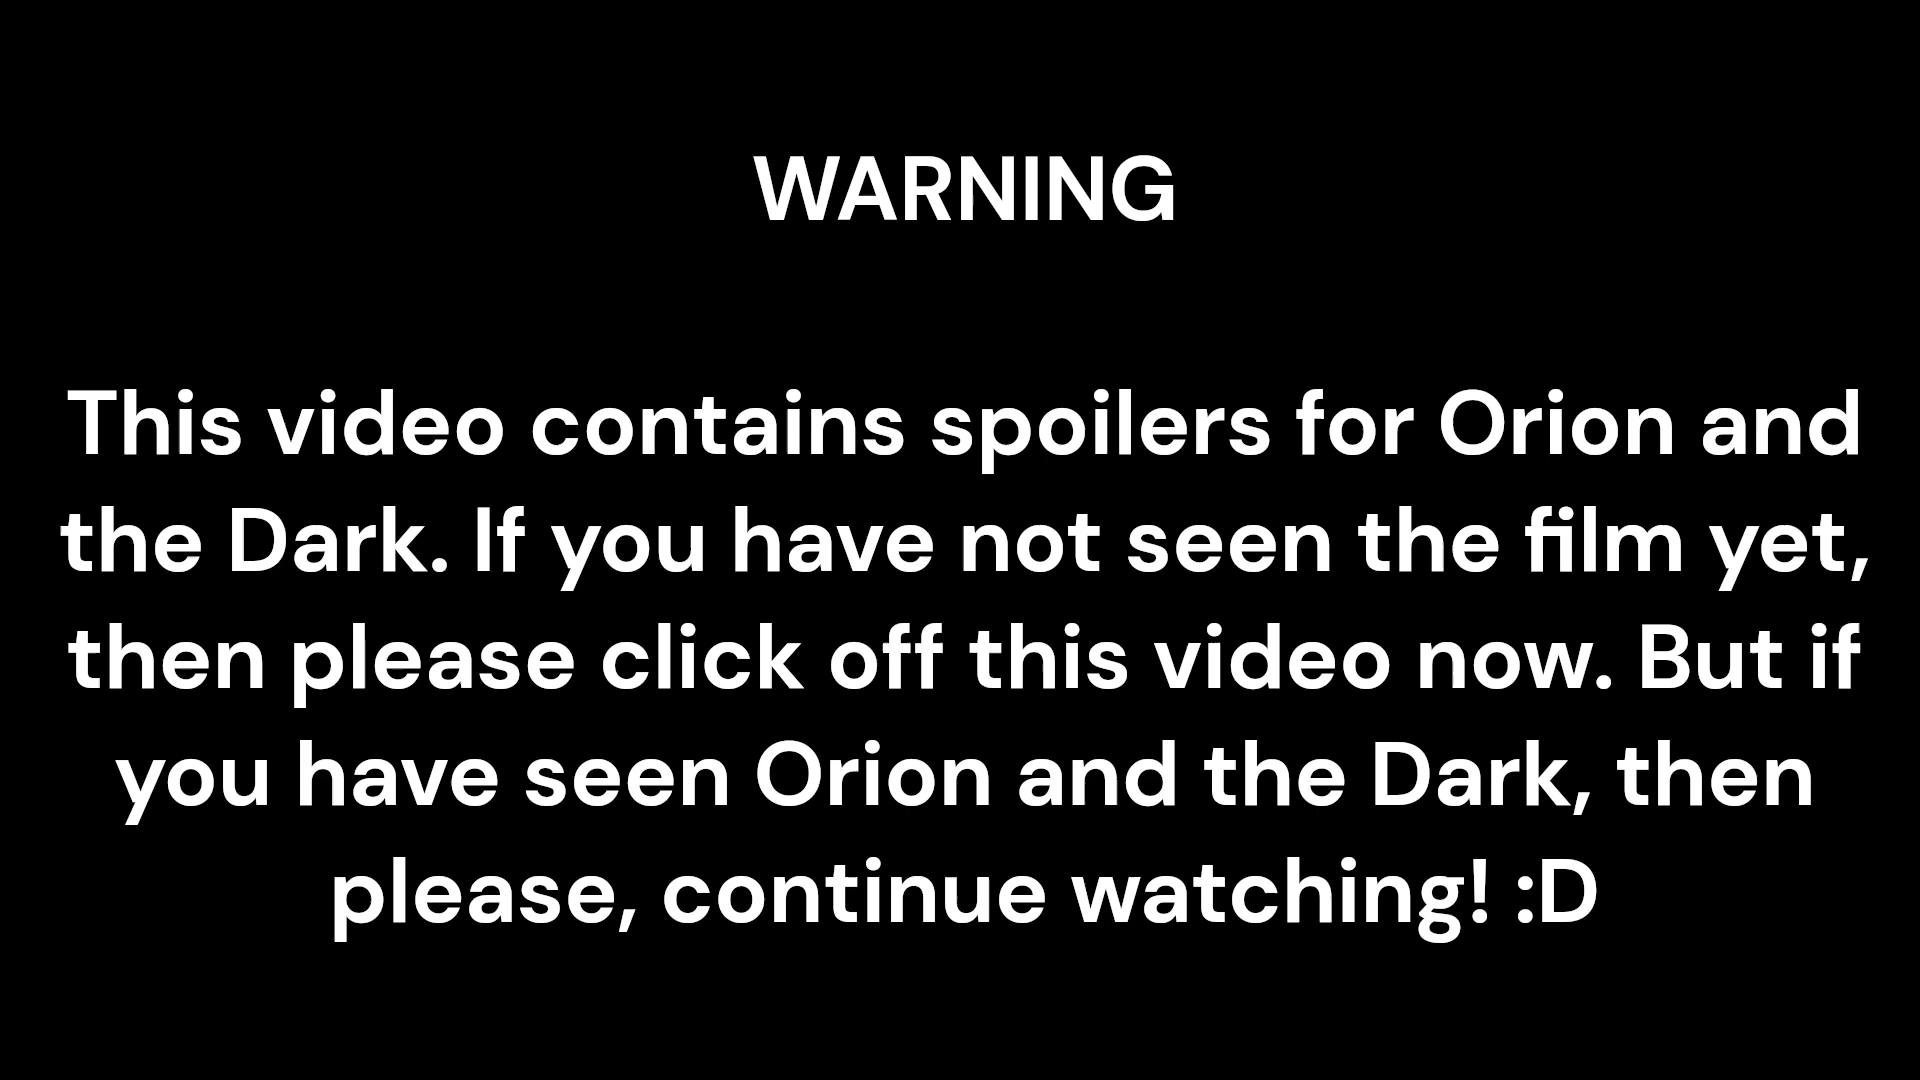 WARNING
This video contains spoilers for Orion and
the Dark. If you have not seen the film yet,
then please click off this video now. But if
you have seen Orion and the Dark, then
please, continue watching! :D